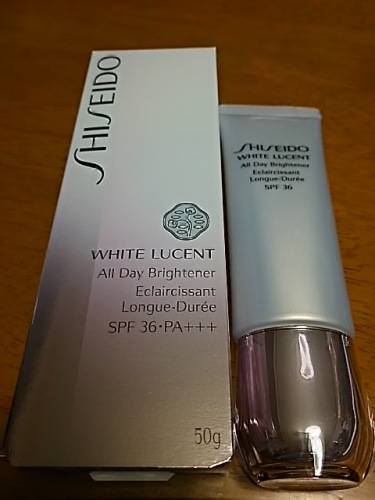 SHISEIDO
WHITE LUCENT
All Day Brightener
Eclaircissant
Longue-Durée
SPF 36•PA+++
50g
SHISEIDO
WHITE LUCENT
All Day Brightener
Eclaircissant
Longue-Durée
SPF 36